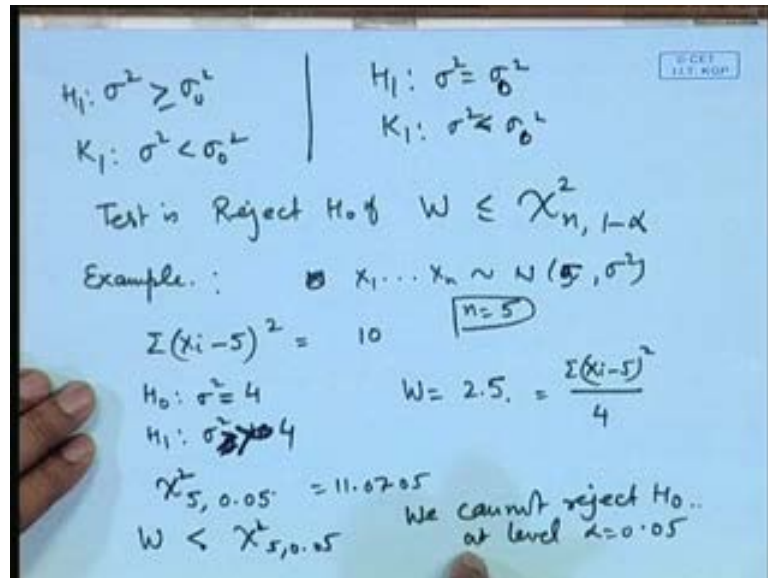 H₁: σ² ≥ σ₀²
K₁: σ² < σ₀²
H₁: σ² = σ₀²
K₁: σ² < σ₀²
I.I.T. KGP
Test is Reject H₀ if W ≤ χ²ₙ, ₁₋α
Example.: x₁ ... xₙ ~ N(5, σ²)
Σ(xi-5)² = 10 n=5
H₀: σ² = 4 W = 2.5. = Σ(xi-5)²/4
H₁: σ² > 4
χ²₅, ₀.₀₅ = 11.0705
W < χ²₅,₀.₀₅
We cannot reject H₀..
at level α=0.05